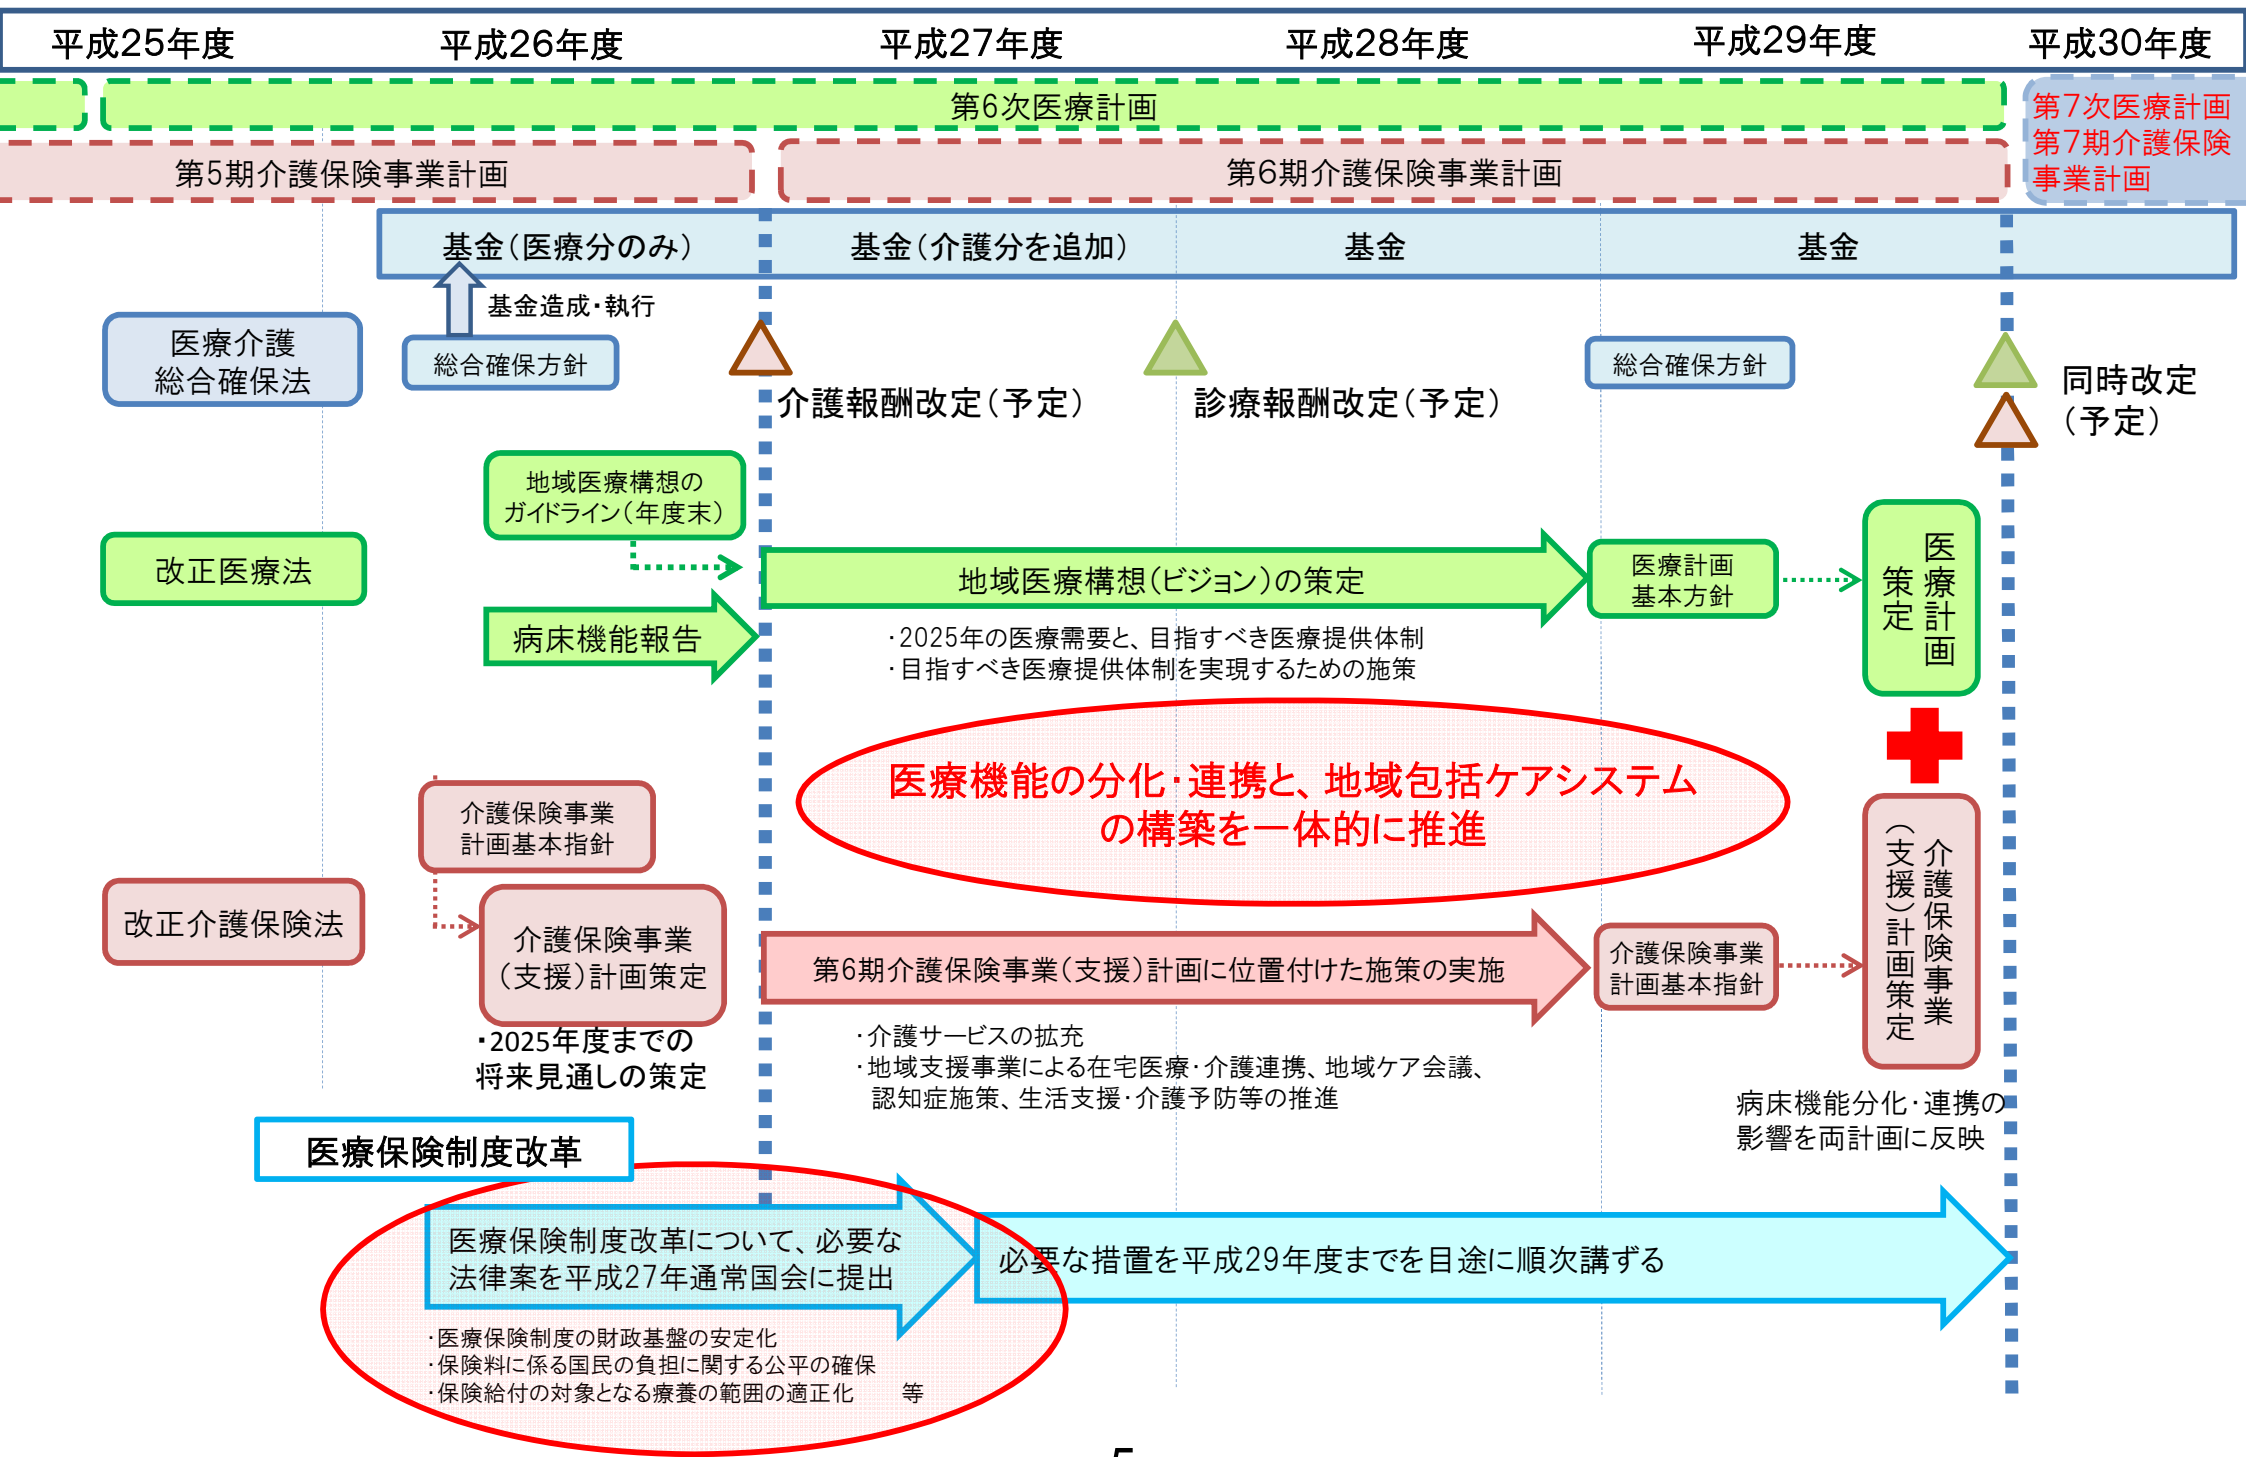 平成25年度
平成26年度
平成27年度
平成28年度
平成29年度
平成30年度
第6次医療計画
第7次医療計画
第7期介護保険
事業計画
第5期介護保険事業計画
第6期介護保険事業計画
基金(医療分のみ)
基金(介護分を追加)
基金
基金
基金造成・執行
医療介護
総合確保法
総合確保方針
総合確保方針
介護報酬改定(予定)
診療報酬改定(予定)
同時改定
(予定)
地域医療構想の
ガイドライン(年度末)
改正医療法
地域医療構想(ビジョン)の策定
医療計画
基本方針
医療計画
策定
病床機能報告
・2025年の医療需要と、目指すべき医療提供体制
・目指すべき医療提供体制を実現するための施策
医療機能の分化・連携と、地域包括ケアシステム
の構築を一体的に推進
介護保険事業
計画基本指針
改正介護保険法
介護保険事業
(支援)計画策定
第6期介護保険事業(支援)計画に位置付けた施策の実施
介護保険事業
計画基本指針
介護保険事業
(支援)計画策定
・2025年度までの
将来見通しの策定
・介護サービスの拡充
・地域支援事業による在宅医療・介護連携、地域ケア会議、
認知症施策、生活支援・介護予防等の推進
病床機能分化・連携の
影響を両計画に反映
医療保険制度改革
医療保険制度改革について、必要な
法律案を平成27年通常国会に提出
必要な措置を平成29年度までを目途に順次講ずる
・医療保険制度の財政基盤の安定化
・保険料に係る国民の負担に関する公平の確保
・保険給付の対象となる療養の範囲の適正化 等